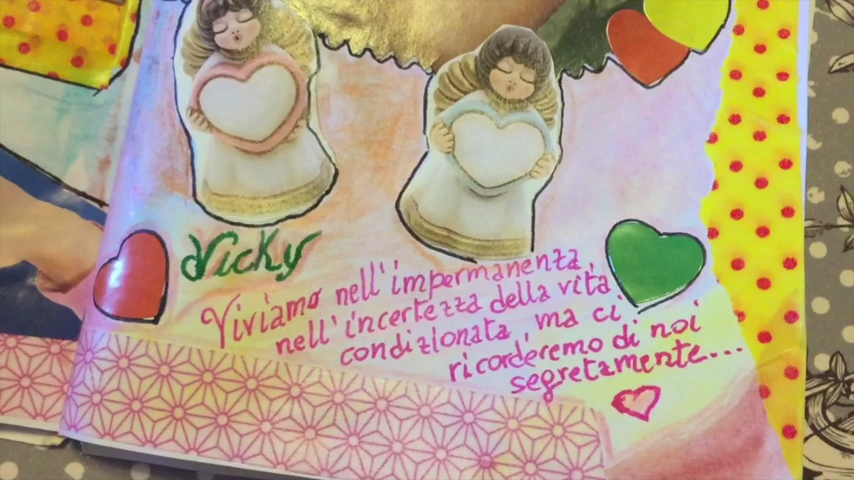 Vicky
Viviamo nell'impermanenza,
nell'incertezza della vita
condizionata, ma ci
ricorderemo di noi
segretamente...